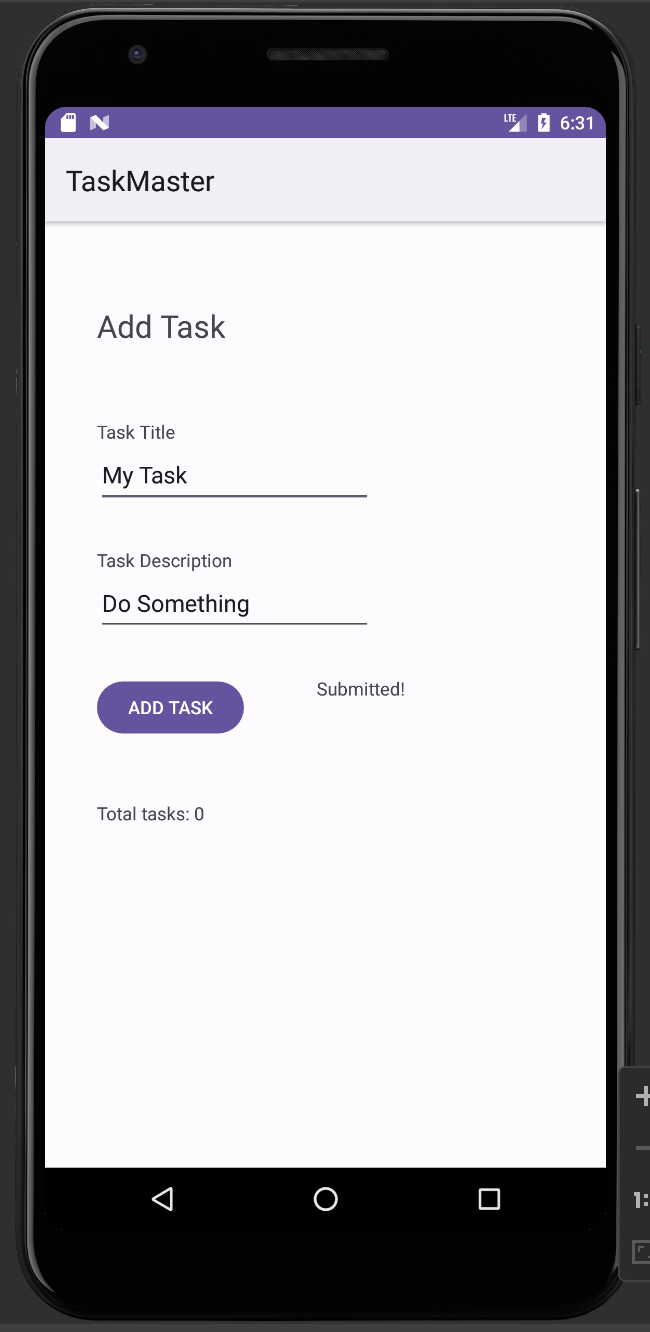 LTE 6:31
TaskMaster
Add Task
Task Title
My Task
Task Description
Do Something
ADD TASK Submitted!
Total tasks: 0
1: